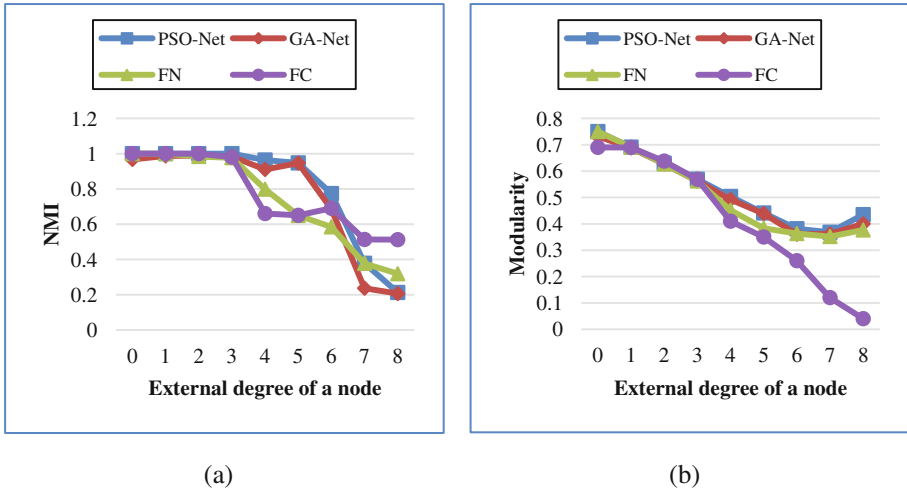 PSO-Net GA-Net
FN FC
NMI
1.2
1
0.8
0.6
0.4
0.2
0
0 1 2 3 4 5 6 7 8
External degree of a node
(a)
PSO-Net GA-Net
FN FC
Modularity
0.8
0.7
0.6
0.5
0.4
0.3
0.2
0.1
0
0 1 2 3 4 5 6 7 8
External degree of a node
(b)